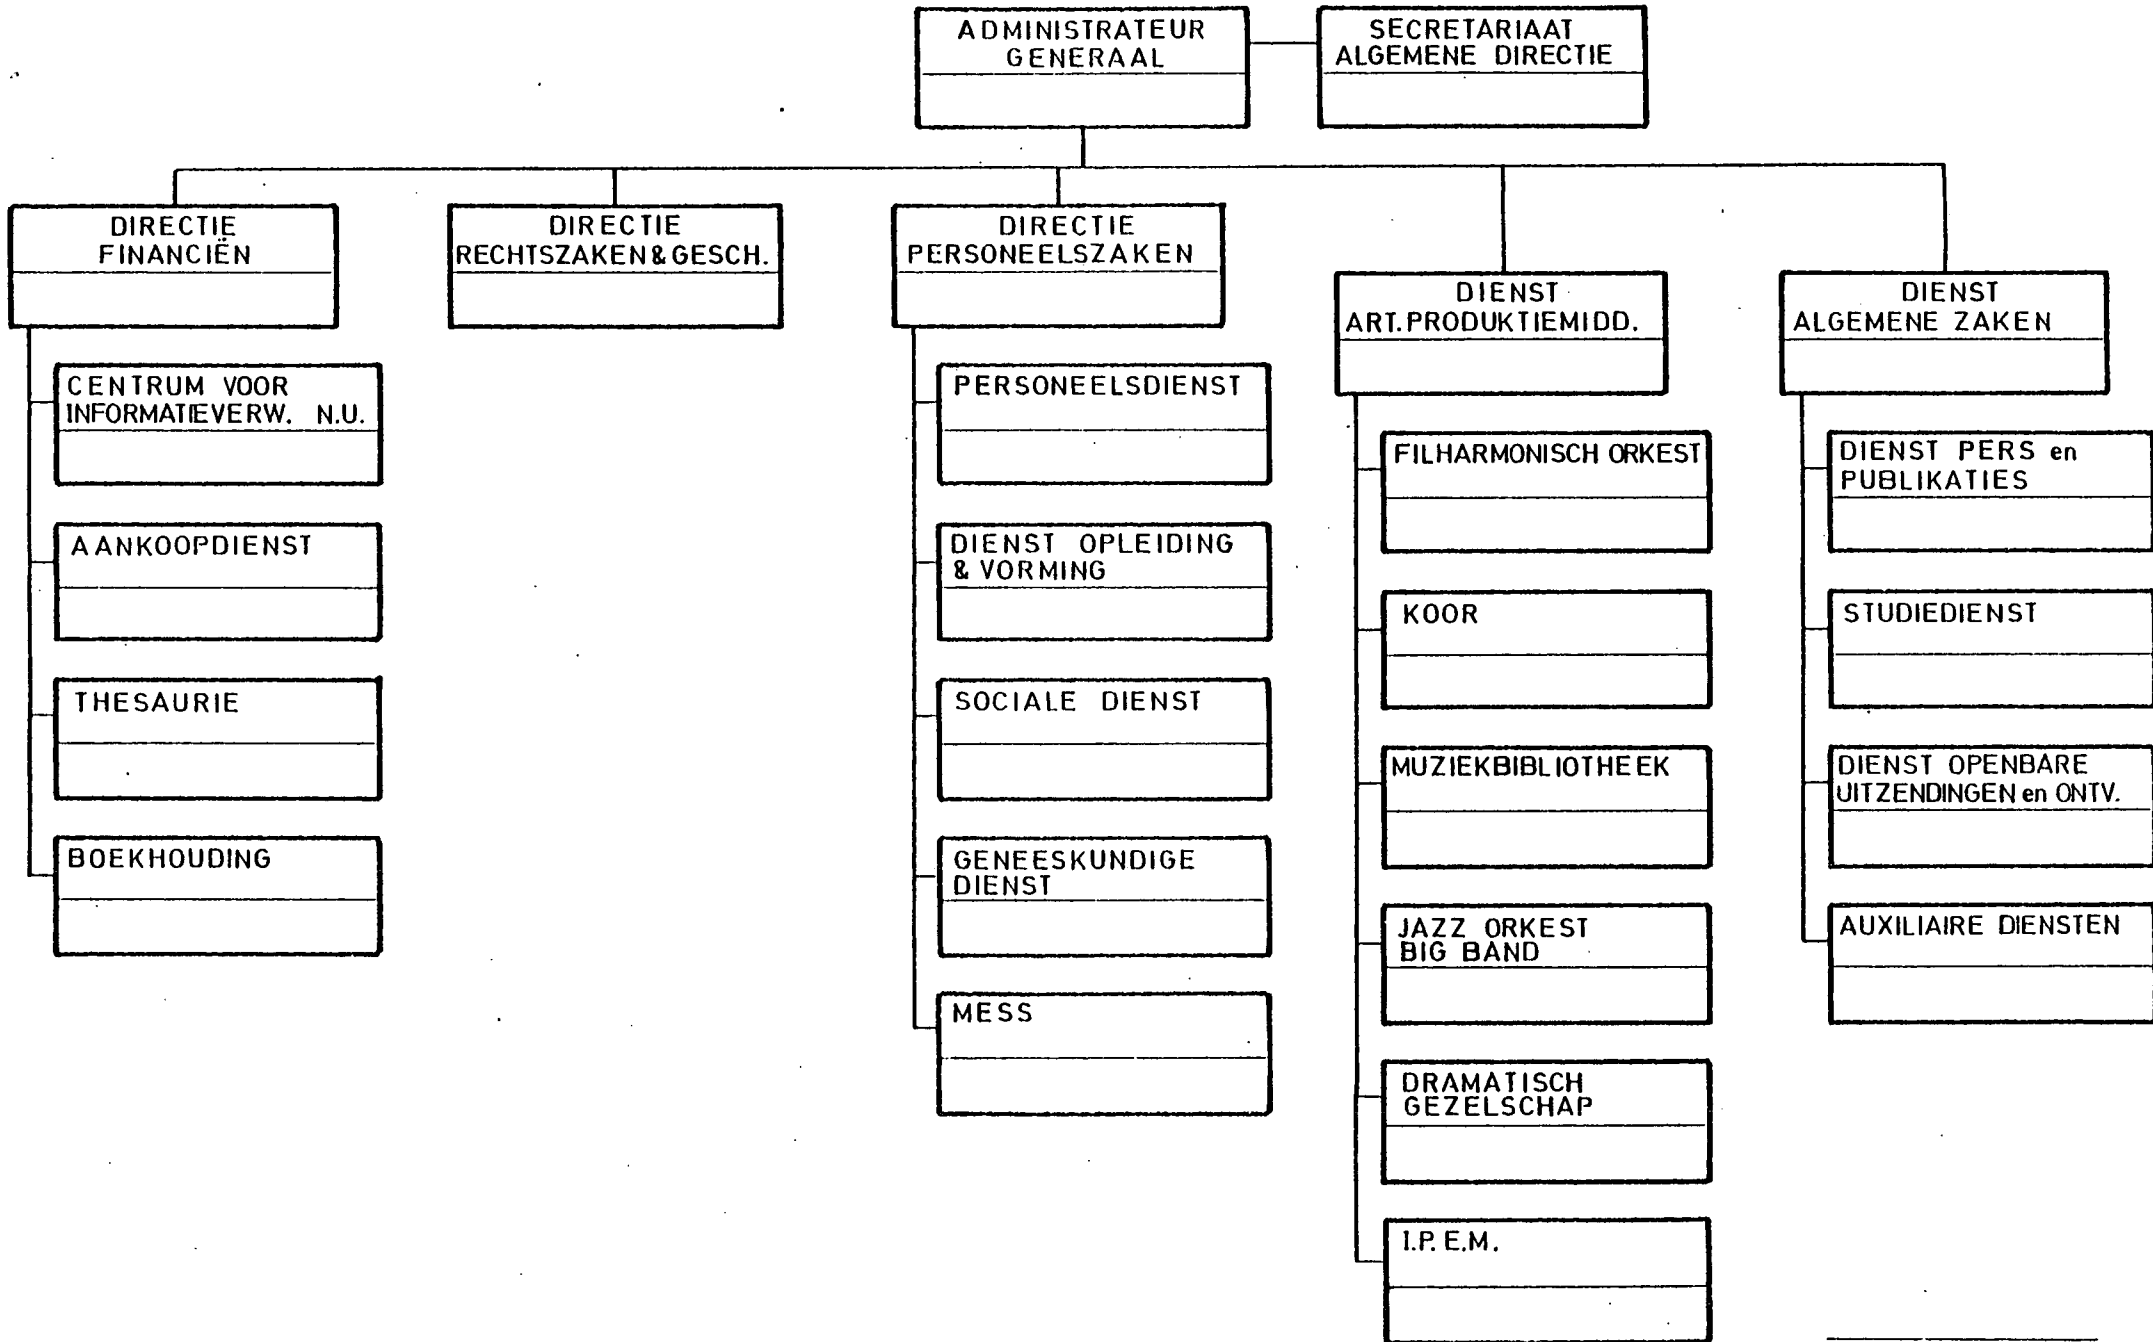 ADMINISTRATEUR
GENERAAL
SECRETARIAAT
ALGEMENE DIRECTIE
DIRECTIE
FINANCIËN
DIRECTIE
RECHTSZAKEN & GESCH.
DIRECTIE
PERSONEELSZAKEN
DIENST
ART. PRODUKTIEMIDD.
DIENST
ALGEMENE ZAKEN
CENTRUM VOOR
INFORMATIEVERW. N.U.
AANKOOPDIENST
THESAURIE
BOEKHOUDING
PERSONEELSDIENST
DIENST OPLEIDING
& VORMING
SOCIALE DIENST
GENEESKUNDIGE
DIENST
MESS
FILHARMONISCH ORKEST
KOOR
MUZIEKBIBLIOTHEEK
JAZZ ORKEST
BIG BAND
DRAMATISCH
GEZELSCHAP
I.P.E.M.
DIENST PERS en
PUBLIKATIES
STUDIEDIENST
DIENST OPENBARE
UITZENDINGEN en ONTV.
AUXILIAIRE DIENSTEN